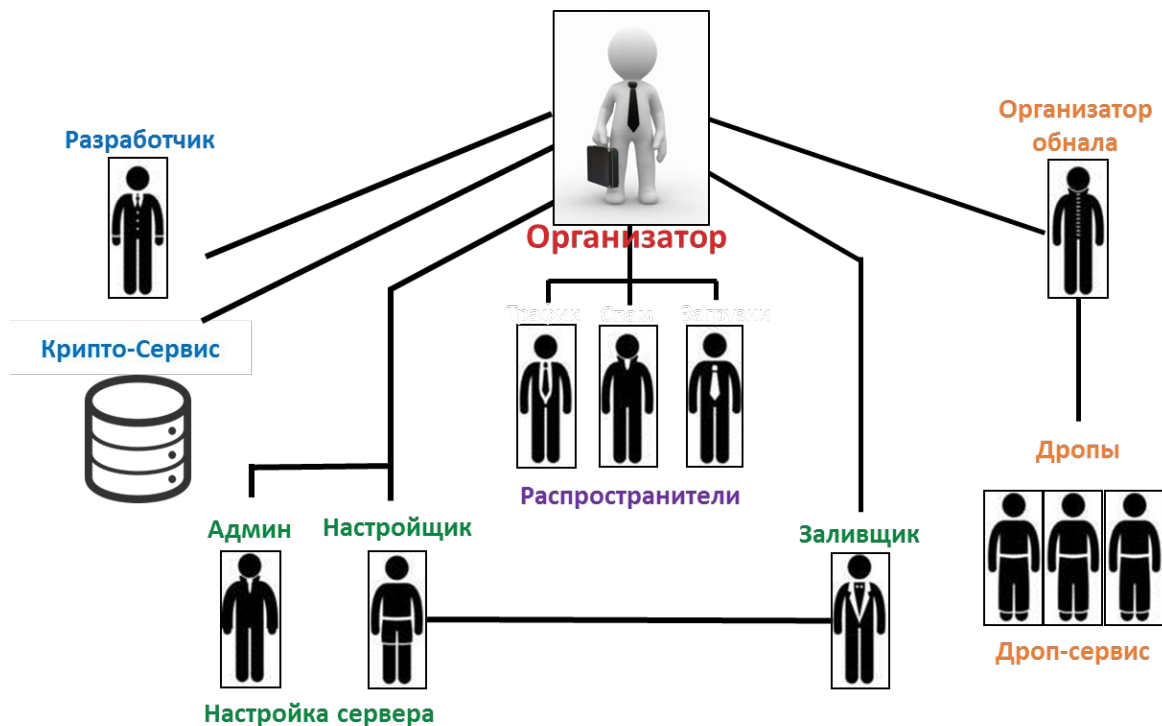 Организатор
обнала
Разработчик
Организатор
Трафик
Спам
Загрузки
Крипто-Сервис
Дропы
Распространители
Админ
Настройщик
Заливщик
Дроп-сервис
Настройка сервера